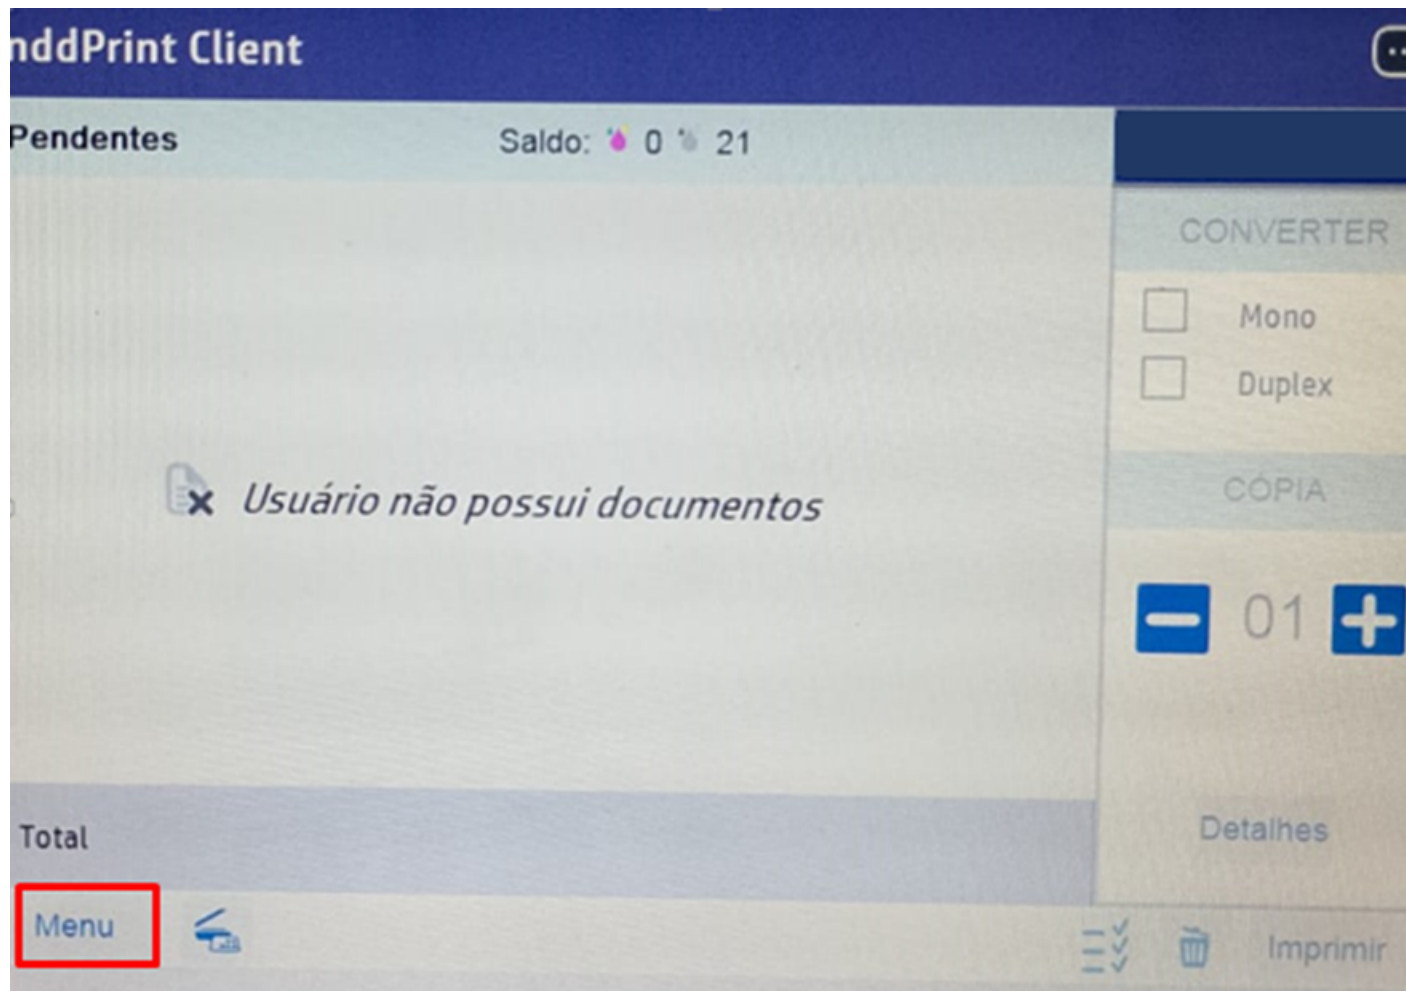 nddPrint Client
Pendentes
Saldo: 0 21
CONVERTER
Mono
Duplex
Usuário não possui documentos
CÓPIA
01
Total
Detalhes
Menu
Imprimir